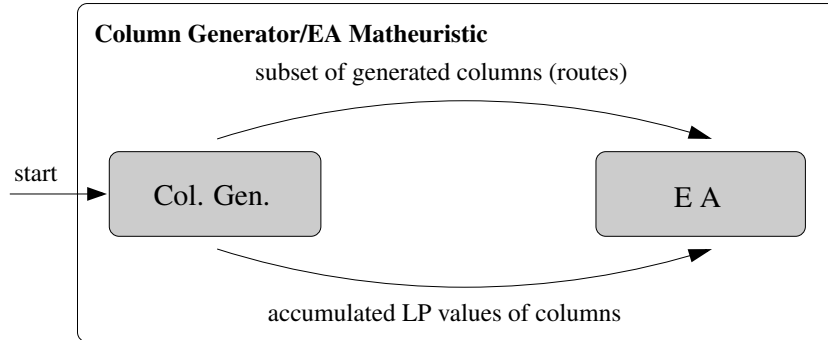 Column Generator/EA Matheuristic
subset of generated columns (routes)
start
Col. Gen.
E A
accumulated LP values of columns